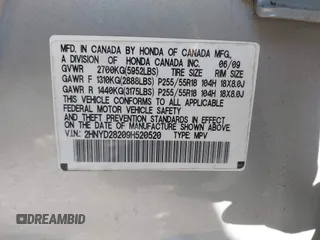 MFD. IN CANADA BY HONDA OF CANADA MFG.,
A DIVISION OF HONDA CANADA INC. 06/09
GVWR 2700KG(5952LBS) TIRE SIZE RIM SIZE
GAWR F 1310KG(2888LBS) P255/55R18 104H 18X8.0J
GAWR R 1440KG(3175LBS) P255/55R18 104H 18X8.0J
THIS VEHICLE CONFORMS TO ALL APPLICABLE
FEDERAL MOTOR VEHICLE SAFETY AND
THEFT PREVENTION STANDARDS IN EFFECT ON
THE DATE OF MANUFACTURE SHOWN ABOVE.
V.I.N: 2HNYD28209H520520 TYPE: MPV
DREAMBID